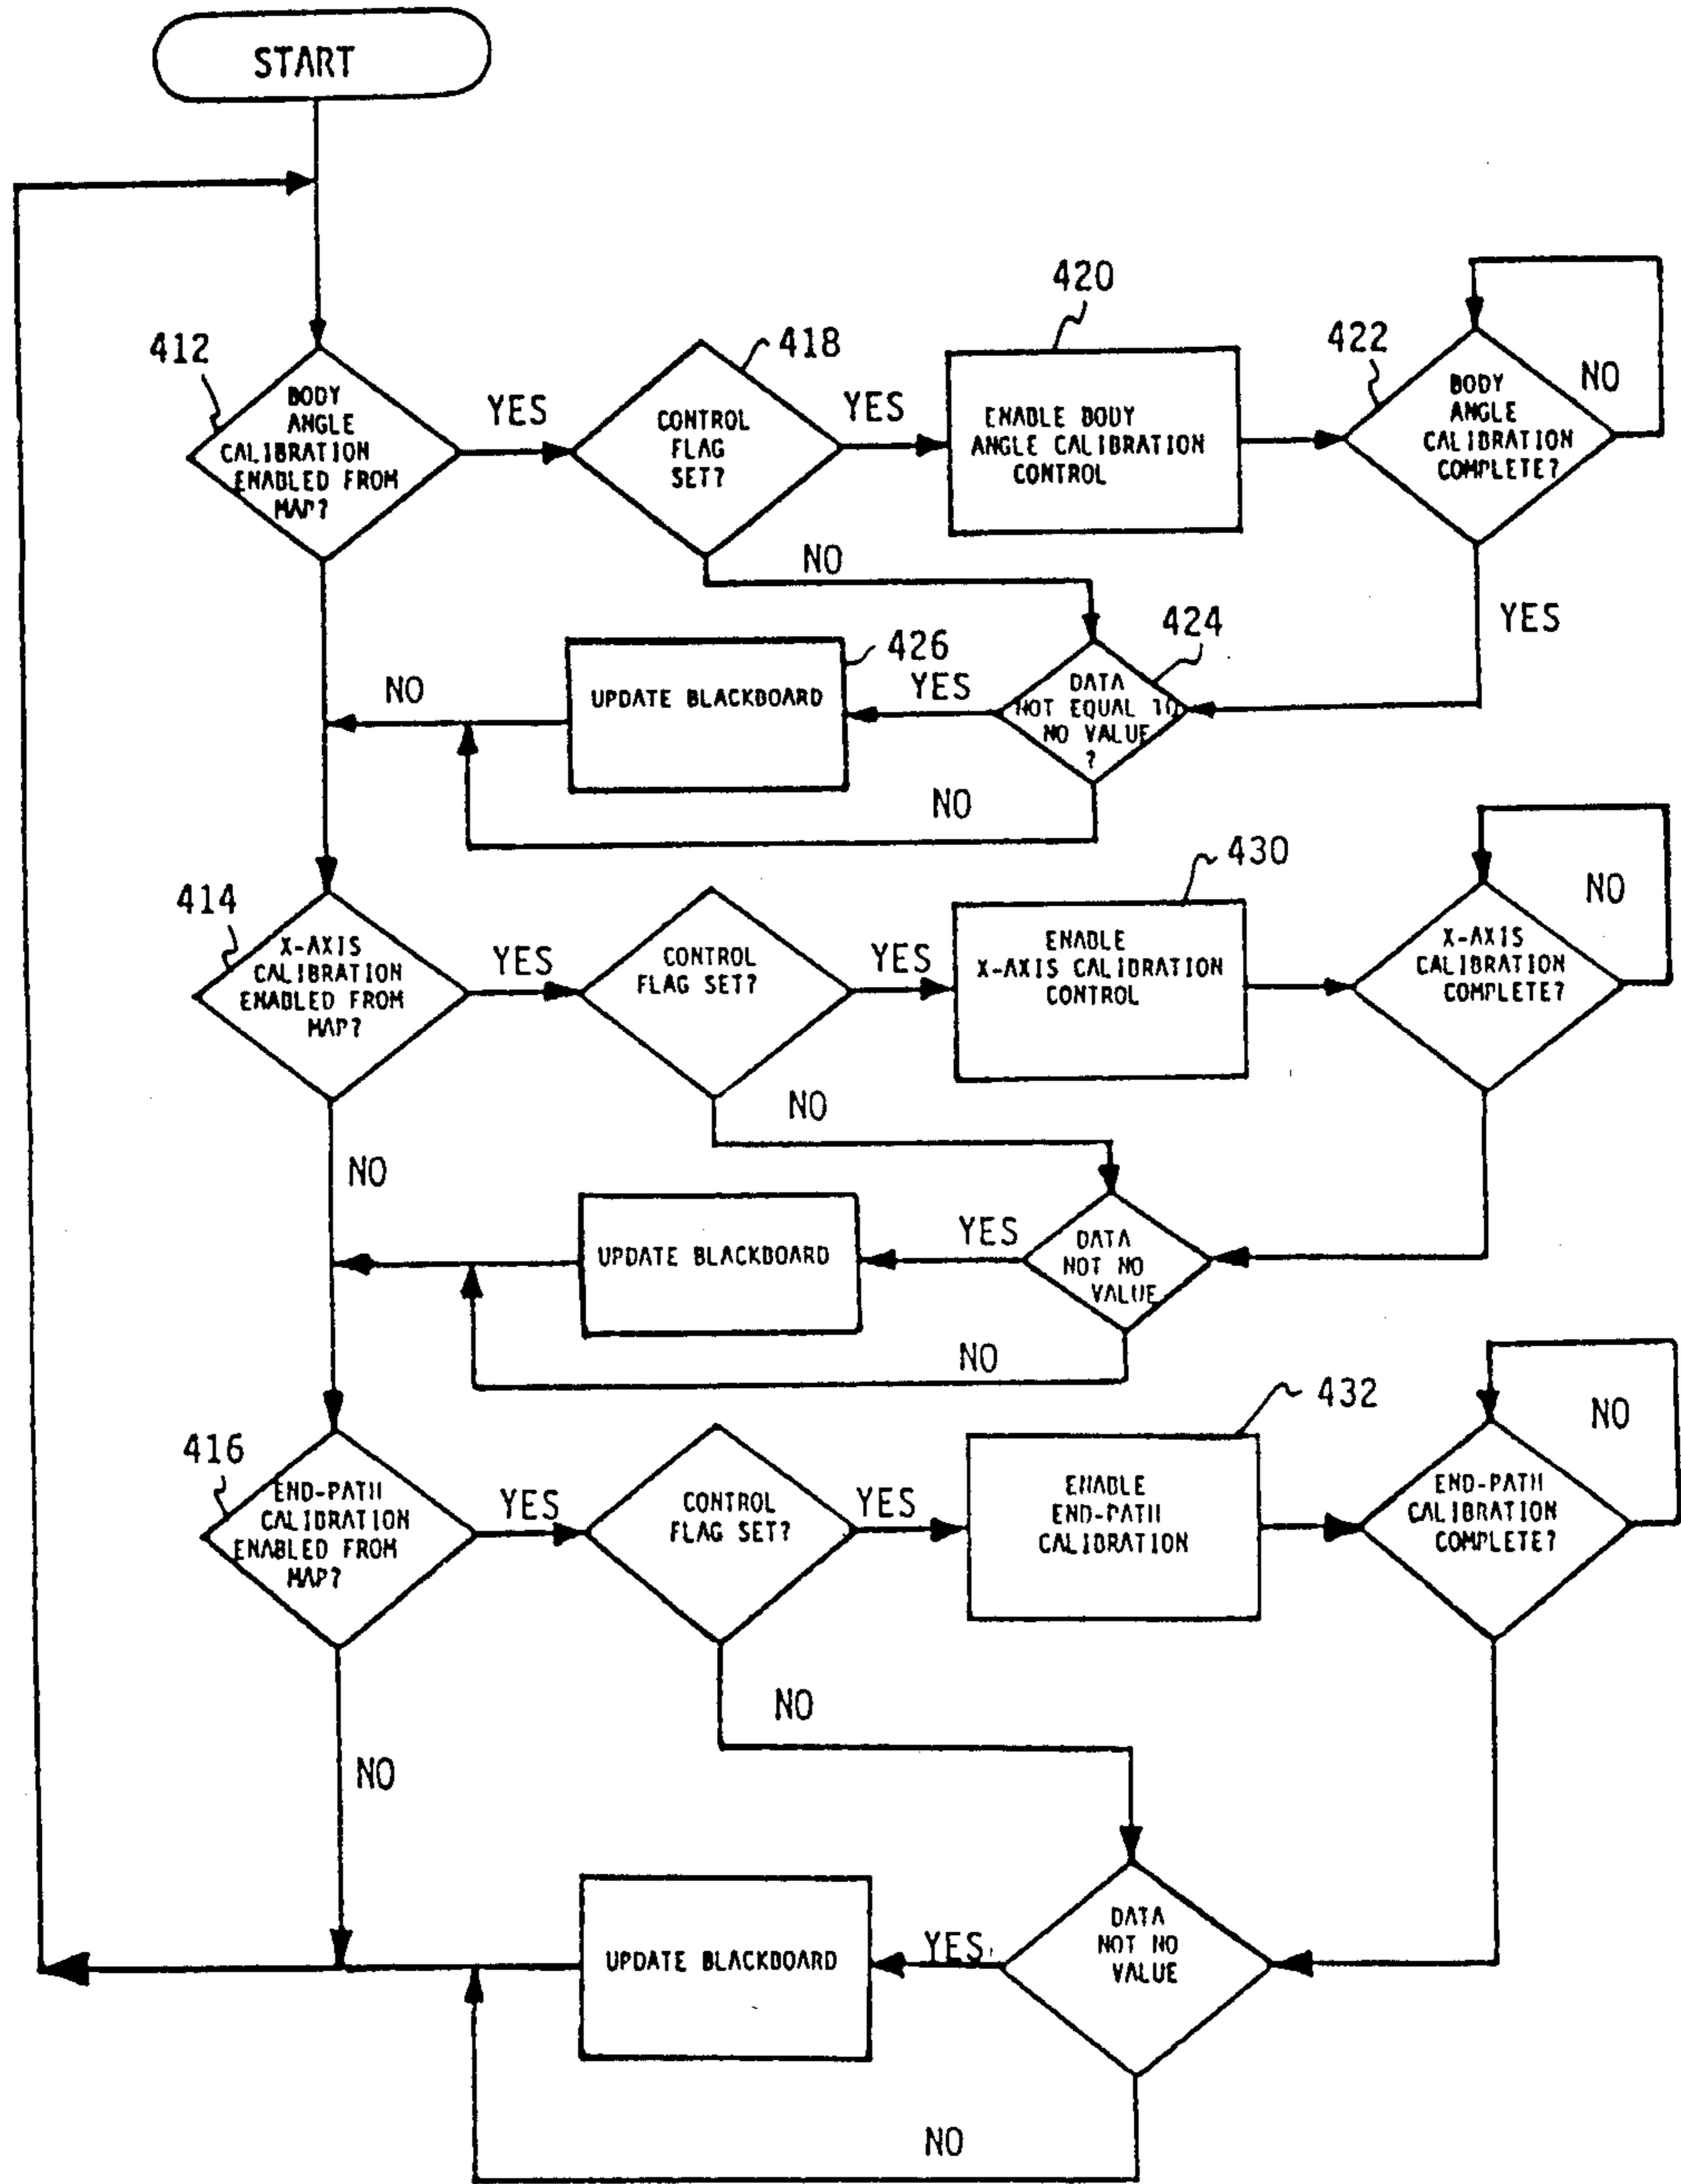 START
412
BODY
ANGLE
CALIBRATION
ENABLED FROM
MAP?
YES
418
CONTROL
FLAG
SET?
YES
420
ENABLE BODY
ANGLE CALIBRATION
CONTROL
422
BODY
ANGLE
CALIBRATION
COMPLETE?
NO
NO
YES
424
DATA
NOT EQUAL TO
NO VALUE
?
YES
426
UPDATE BLACKBOARD
NO
NO
414
X-AXIS
CALIBRATION
ENABLED FROM
MAP?
YES
CONTROL
FLAG SET?
YES
430
ENABLE
X-AXIS CALIBRATION
CONTROL
X-AXIS
CALIBRATION
COMPLETE?
NO
NO
NO
DATA
NOT NO
VALUE
YES
UPDATE BLACKBOARD
NO
416
END-PATH
CALIBRATION
ENABLED FROM
MAP?
YES
CONTROL
FLAG SET?
YES
432
ENABLE
END-PATH
CALIBRATION
END-PATH
CALIBRATION
COMPLETE?
NO
NO
NO
DATA
NOT NO
VALUE
YES
UPDATE BLACKBOARD
NO